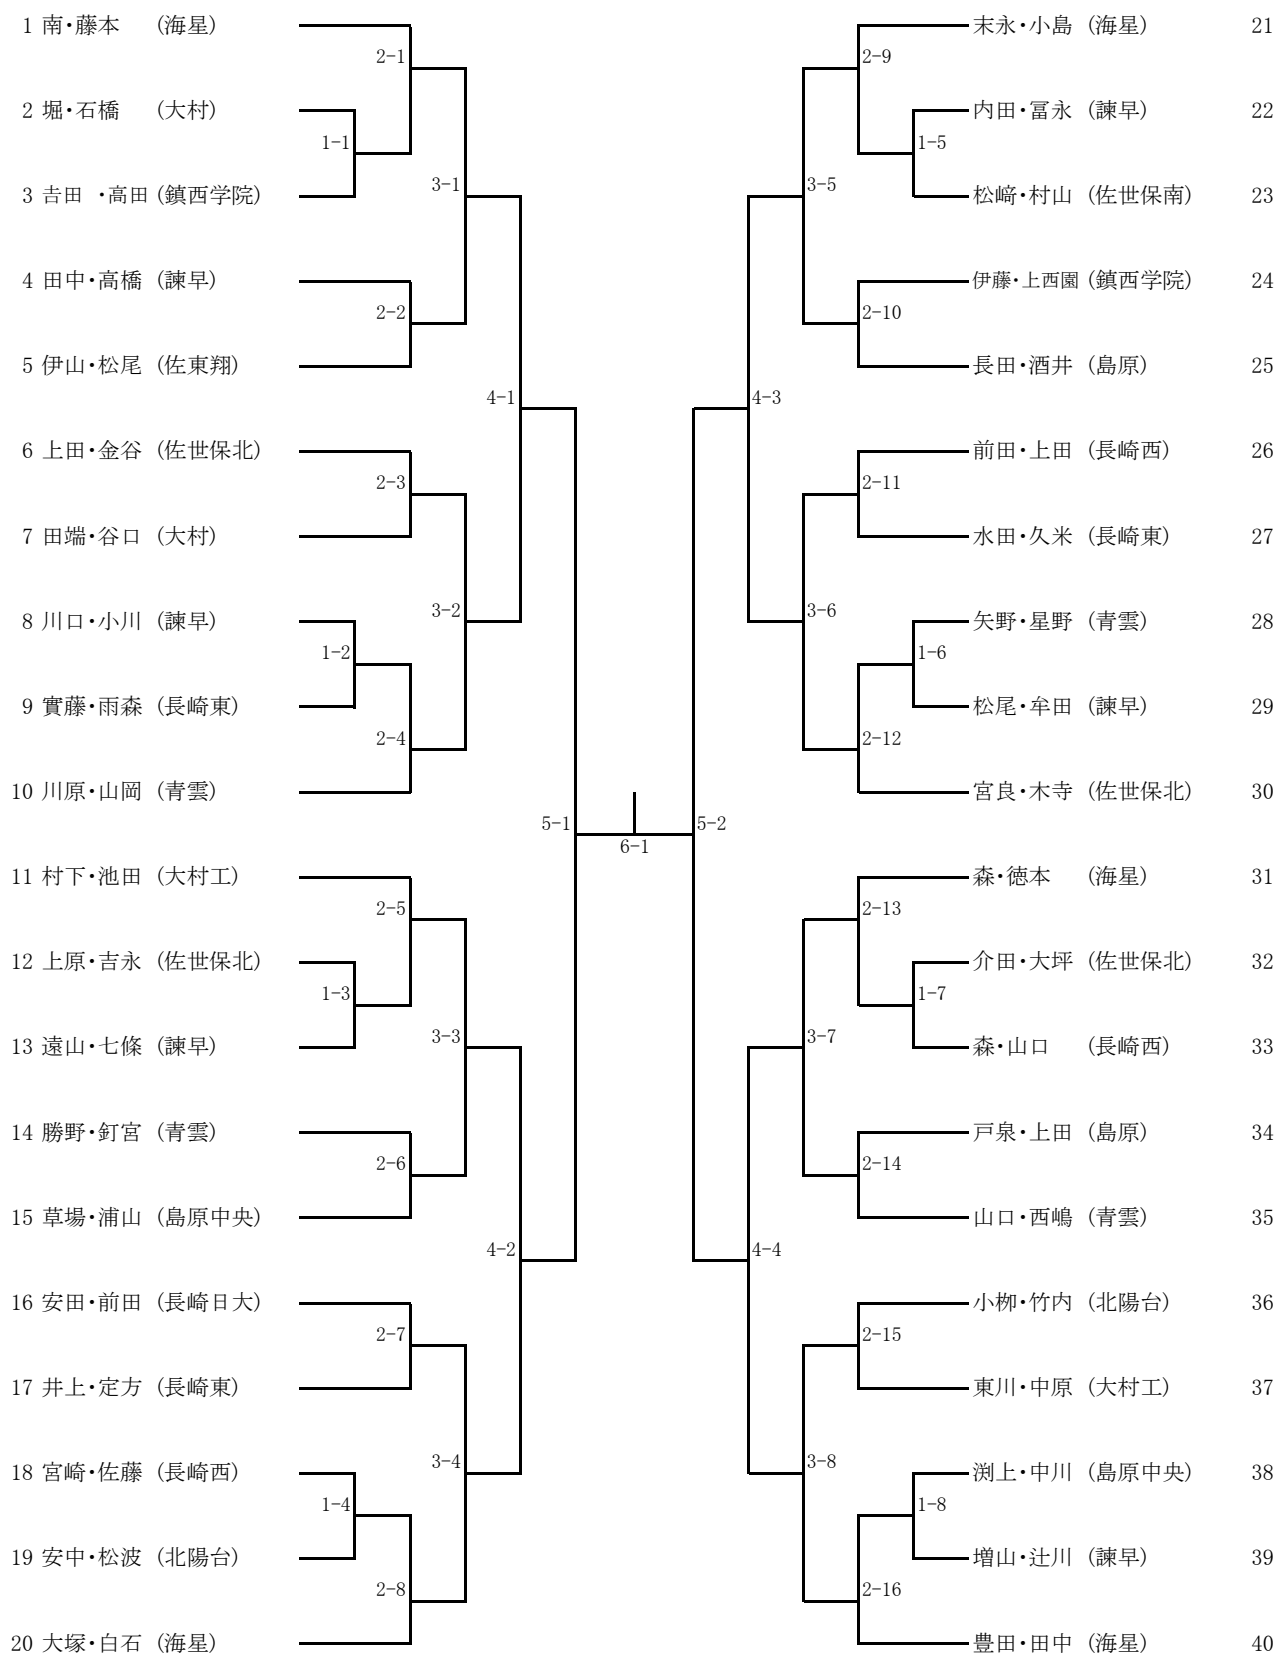 1 南・藤本 (海星)
2-1
2 堀・石橋 (大村)
1-1
3 𠮷田 ・高田 (鎮西学院)
3-1
4 田中・高橋 (諫早)
2-2
5 伊山・松尾 (佐東翔)
4-1
6 上田・金谷 (佐世保北)
2-3
7 田端・谷口 (大村)
3-2
8 川口・小川 (諫早)
1-2
9 實藤・雨森 (長崎東)
2-4
10 川原・山岡 (青雲)
5-1
11 村下・池田 (大村工)
2-5
12 上原・吉永 (佐世保北)
1-3
13 遠山・七條 (諫早)
3-3
14 勝野・釘宮 (青雲)
2-6
15 草場・浦山 (島原中央)
4-2
16 安田・前田 (長崎日大)
2-7
17 井上・定方 (長崎東)
3-4
18 宮崎・佐藤 (長崎西)
1-4
19 安中・松波 (北陽台)
2-8
20 大塚・白石 (海星)
6-1
末永・小島 (海星) 21
2-9
内田・冨永 (諫早) 22
1-5
松﨑・村山 (佐世保南) 23
3-5
伊藤・上西園 (鎮西学院) 24
2-10
長田・酒井 (島原) 25
4-3
前田・上田 (長崎西) 26
2-11
水田・久米 (長崎東) 27
3-6
矢野・星野 (青雲) 28
1-6
松尾・牟田 (諫早) 29
2-12
宮良・木寺 (佐世保北) 30
5-2
森・徳本 (海星) 31
2-13
介田・大坪 (佐世保北) 32
1-7
森・山口 (長崎西) 33
3-7
戸泉・上田 (島原) 34
2-14
山口・西嶋 (青雲) 35
4-4
小栁・竹内 (北陽台) 36
2-15
東川・中原 (大村工) 37
3-8
渕上・中川 (島原中央) 38
1-8
増山・辻川 (諫早) 39
2-16
豊田・田中 (海星) 40